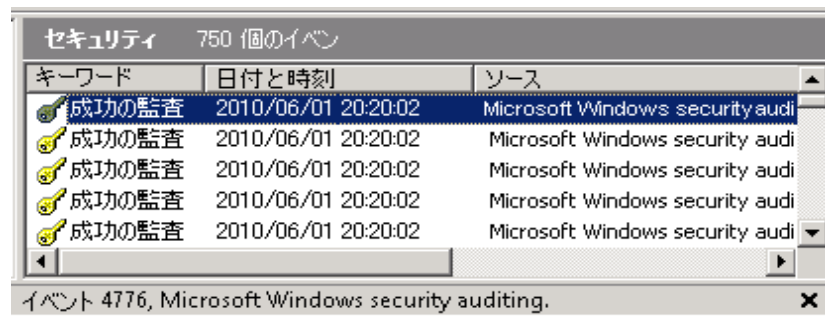 セキュリティ 750 個のイベン
キーワード 日付と時刻 ソース
成功の監査 2010/06/01 20:20:02 Microsoft Windows security audi
成功の監査 2010/06/01 20:20:02 Microsoft Windows security audi
成功の監査 2010/06/01 20:20:02 Microsoft Windows security audi
成功の監査 2010/06/01 20:20:02 Microsoft Windows security audi
成功の監査 2010/06/01 20:20:02 Microsoft Windows security audi
イベント 4776, Microsoft Windows security auditing.